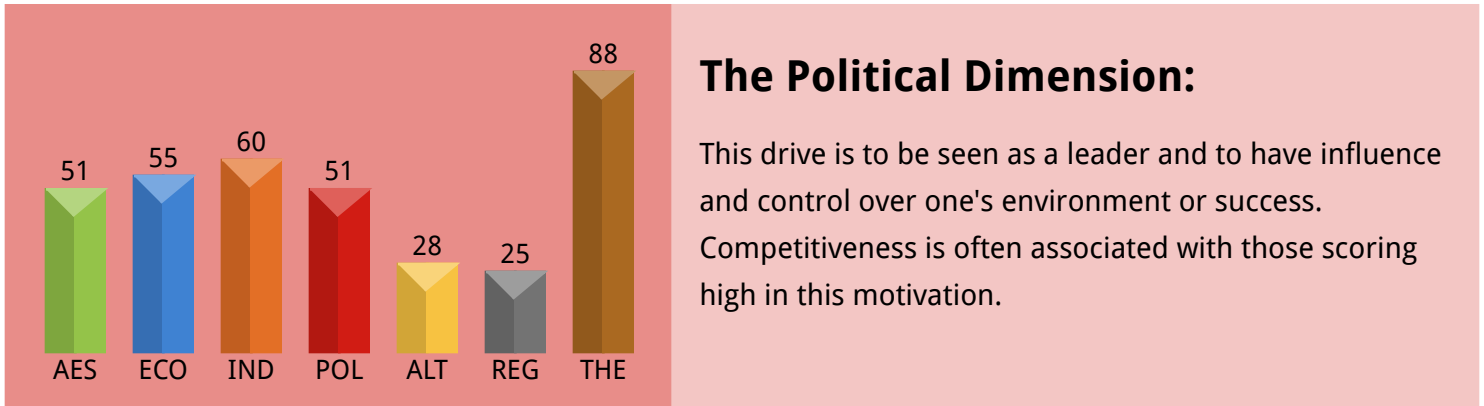 88
60
55
51
51
28
25
AES ECO IND POL ALT REG THE
The Political Dimension:
This drive is to be seen as a leader and to have influence
and control over one's environment or success.
Competitiveness is often associated with those scoring
high in this motivation.